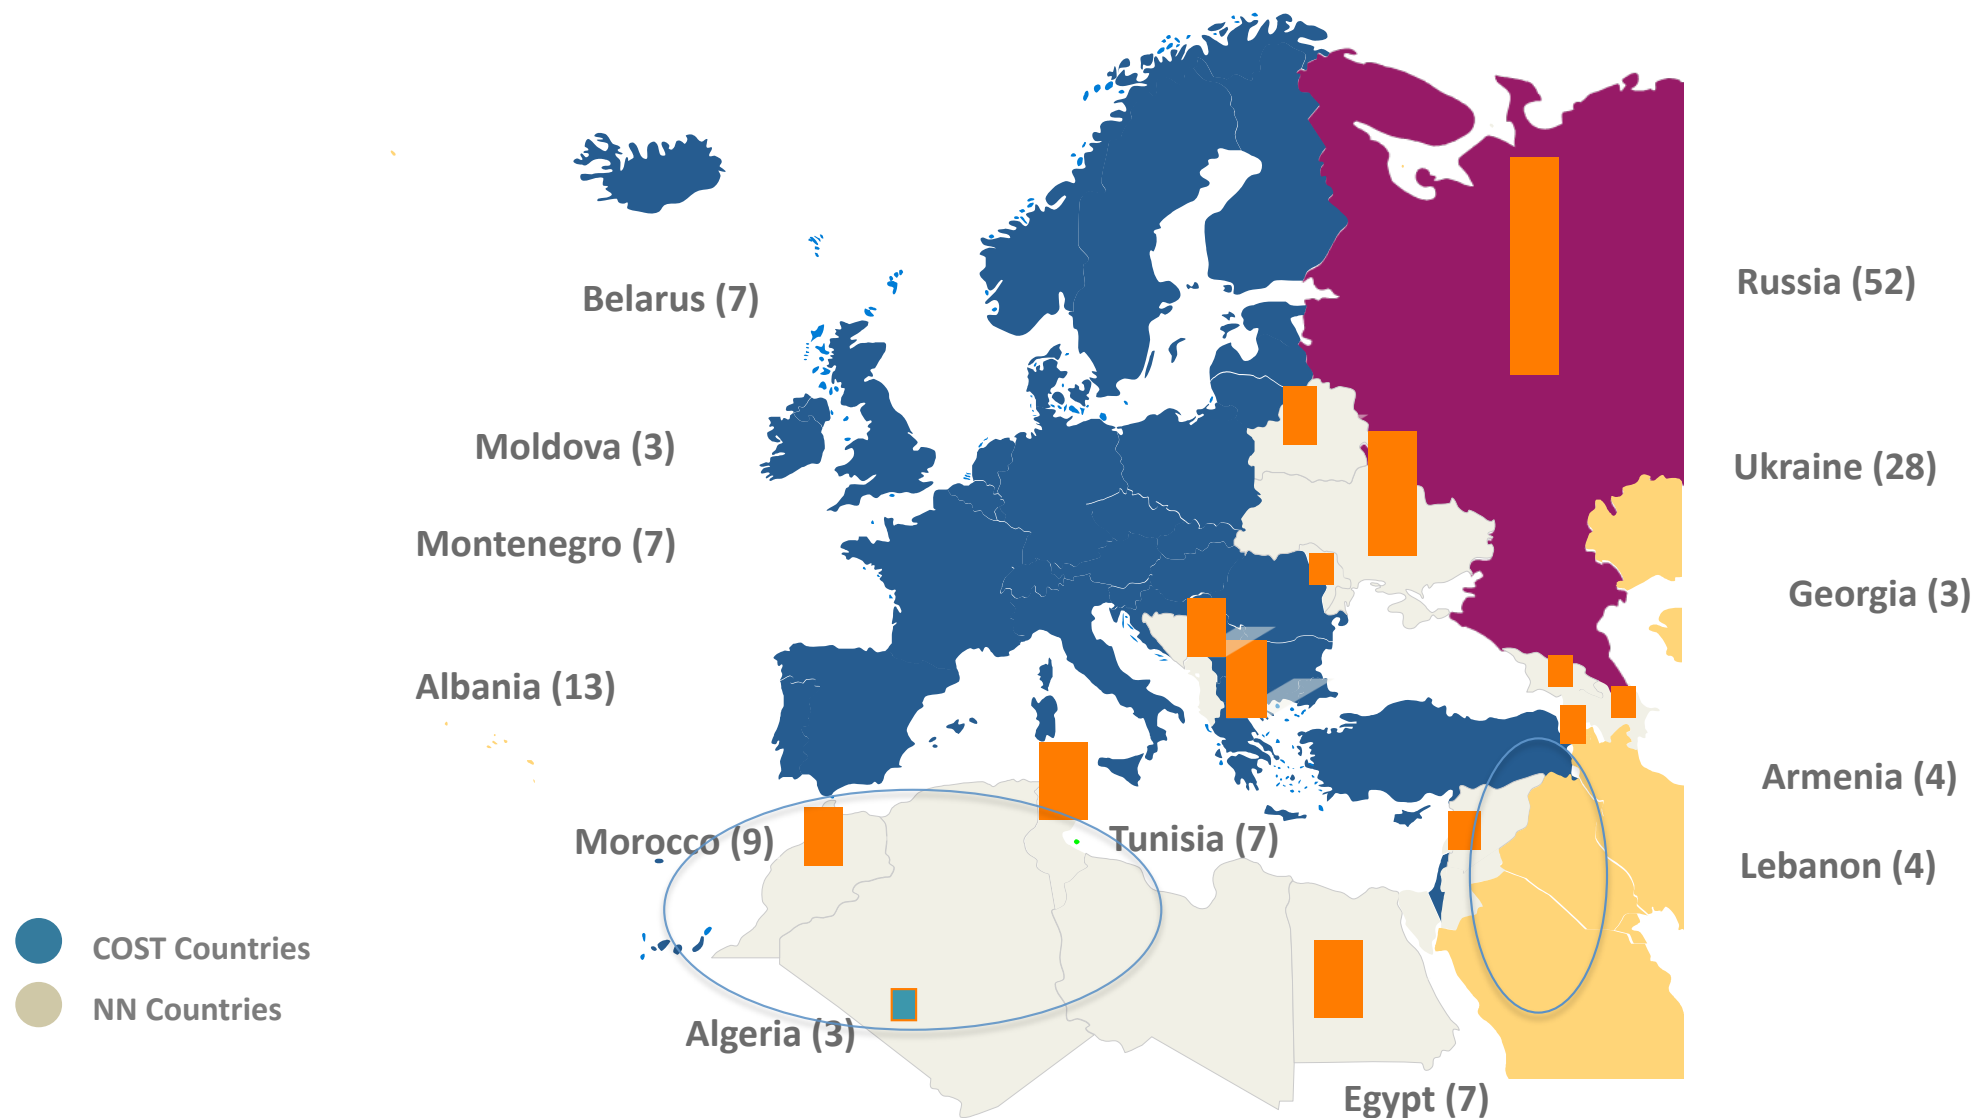 Belarus (7)
Russia (52)
Moldova (3)
Ukraine (28)
Montenegro (7)
Georgia (3)
Albania (13)
Armenia (4)
Morocco (9)
Tunisia (7)
Lebanon (4)
COST Countries
NN Countries
Algeria (3)
Egypt (7)